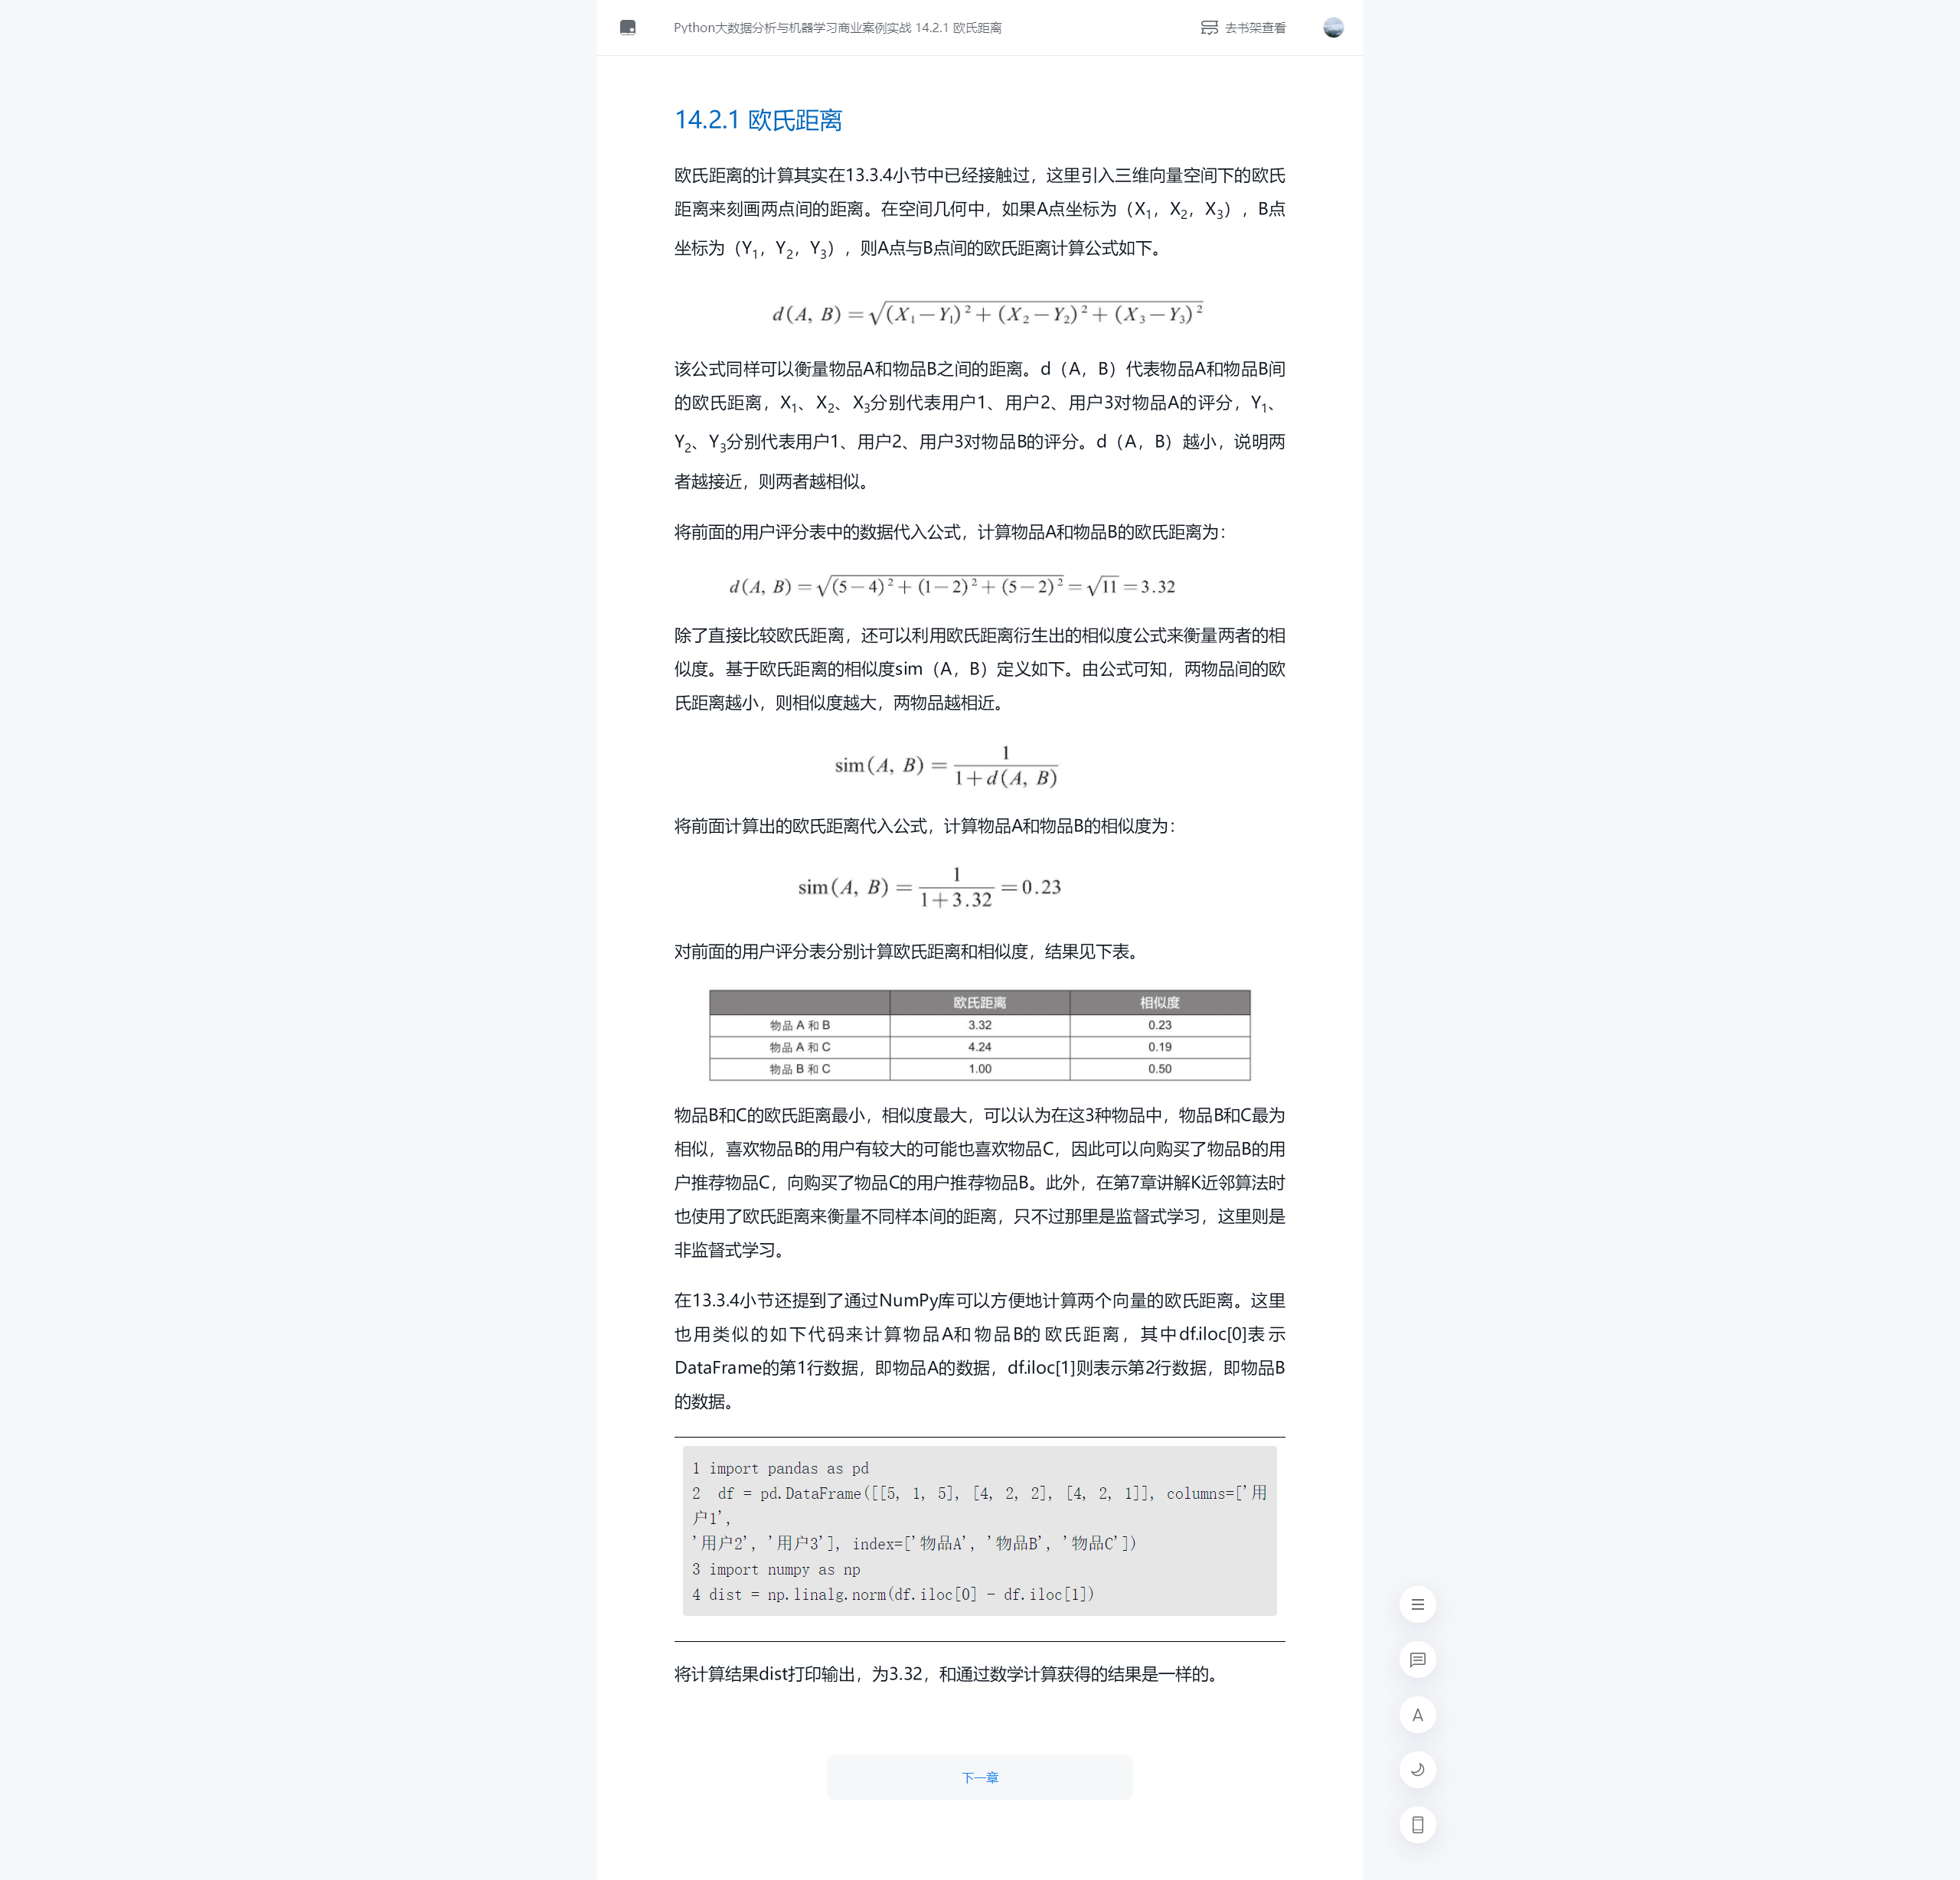 Python大数据分析与机器学习商业案例实战 14.2.1 欧氏距离
去书架查看
14.2.1 欧氏距离
欧氏距离的计算其实在13.3.4小节中已经接触过，这里引入三维向量空间下的欧氏
距离来刻画两点间的距离。在空间几何中，如果A点坐标为（X₁，X₂，X₃），B点
坐标为（Y₁，Y₂，Y₃），则A点与B点间的欧氏距离计算公式如下。
d(A, B)=√(X₁−Y₁)²+(X₂−Y₂)²+(X₃−Y₃)²
该公式同样可以衡量物品A和物品B之间的距离。d（A，B）代表物品A和物品B间
的欧氏距离，X₁、X₂、X₃分别代表用户1、用户2、用户3对物品A的评分，Y₁、
Y₂、Y₃分别代表用户1、用户2、用户3对物品B的评分。d（A，B）越小，说明两
者越接近，则两者越相似。
将前面的用户评分表中的数据代入公式，计算物品A和物品B的欧氏距离为：
d(A, B)=√(5−4)²+(1−2)²+(5−2)²=√11=3.32
除了直接比较欧氏距离，还可以利用欧氏距离衍生出的相似度公式来衡量两者的相
似度。基于欧氏距离的相似度sim（A，B）定义如下。由公式可知，两物品间的欧
氏距离越小，则相似度越大，两物品越相近。
sim(A, B)=1/(1+d(A, B))
将前面计算出的欧氏距离代入公式，计算物品A和物品B的相似度为：
sim(A, B)=1/(1+3.32)=0.23
对前面的用户评分表分别计算欧氏距离和相似度，结果见下表。
欧氏距离 相似度
物品 A 和 B 3.32 0.23
物品 A 和 C 4.24 0.19
物品 B 和 C 1.00 0.50
物品B和C的欧氏距离最小，相似度最大，可以认为在这3种物品中，物品B和C最为
相似，喜欢物品B的用户有较大的可能也喜欢物品C，因此可以向购买了物品B的用
户推荐物品C，向购买了物品C的用户推荐物品B。此外，在第7章讲解K近邻算法时
也使用了欧氏距离来衡量不同样本间的距离，只不过那里是监督式学习，这里则是
非监督式学习。
在13.3.4小节还提到了通过NumPy库可以方便地计算两个向量的欧氏距离。这里
也用类似的如下代码来计算物品A和物品B的欧氏距离，其中df.iloc[0]表示
DataFrame的第1行数据，即物品A的数据，df.iloc[1]则表示第2行数据，即物品B
的数据。
1 import pandas as pd
2  df = pd.DataFrame([[5, 1, 5], [4, 2, 2], [4, 2, 1]], columns=['用
户1',
'用户2', '用户3'], index=['物品A', '物品B', '物品C'])
3 import numpy as np
4 dist = np.linalg.norm(df.iloc[0] - df.iloc[1])
将计算结果dist打印输出，为3.32，和通过数学计算获得的结果是一样的。
A
下一章